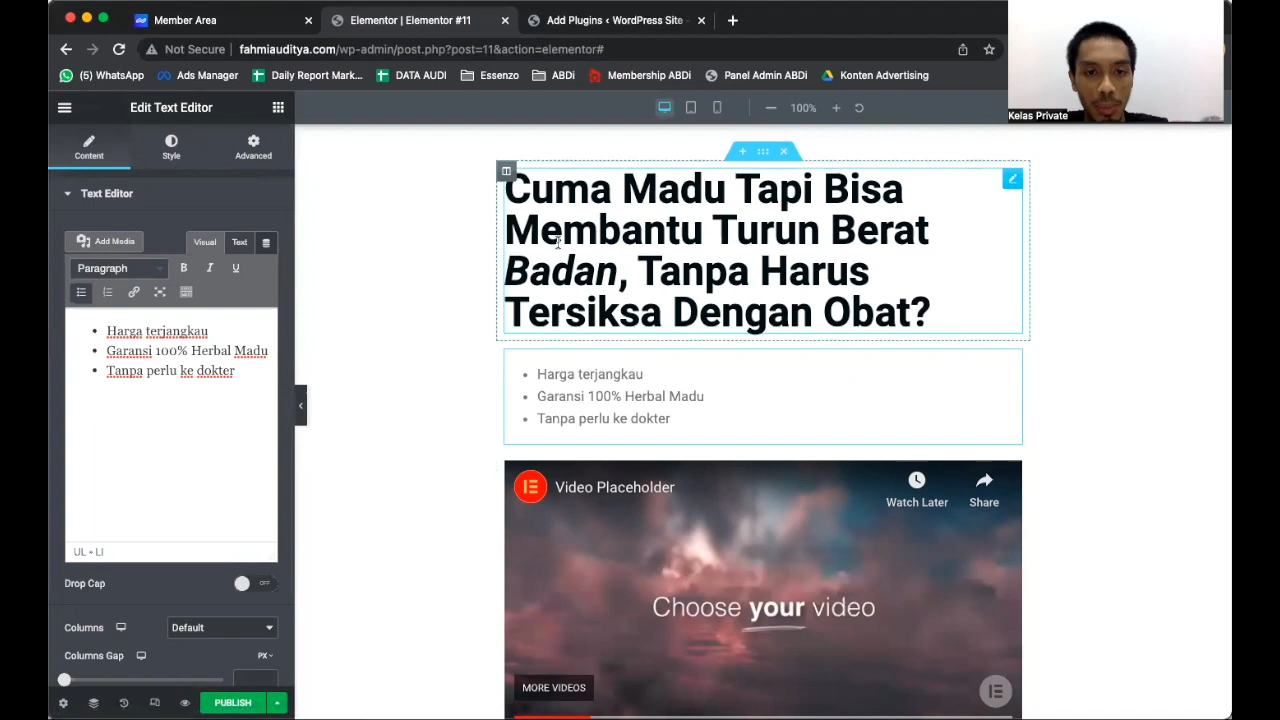 Member Area
Elementor | Elementor #11
Add Plugins ‹ WordPress Site -
Not Secure | fahmiauditya.com/wp-admin/post.php?post=11&action=elementor#
(5) WhatsApp
Ads Manager
Daily Report Mark...
DATA AUDI
Essenzo
ABDi
Membership ABDi
Panel Admin ABDi
Konten Advertising
Kelas Private
Edit Text Editor
100%
Content
Style
Advanced
Text Editor
Add Media
Visual
Text
Paragraph
B I U
Harga terjangkau
Garansi 100% Herbal Madu
Tanpa perlu ke dokter
UL » LI
Drop Cap
OFF
Columns
Default
Columns Gap
PX
PUBLISH
Cuma Madu Tapi Bisa
Membantu Turun Berat
Badan, Tanpa Harus
Tersiksa Dengan Obat?
Harga terjangkau
Garansi 100% Herbal Madu
Tanpa perlu ke dokter
Video Placeholder
Watch Later
Share
Choose your video
MORE VIDEOS